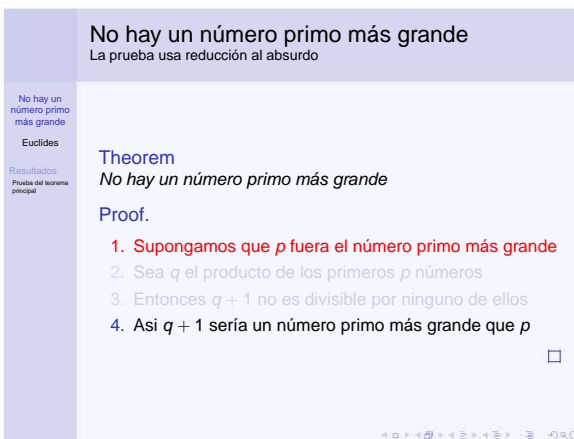 No hay un número primo más grande
La prueba usa reducción al absurdo
No hay un
número primo
más grande
Euclídes
Resultados
Prueba del teorema
principal
Theorem
No hay un número primo más grande
Proof.
1. Supongamos que p fuera el número primo más grande
2. Sea q el producto de los primeros p números
3. Entonces q + 1 no es divisible por ninguno de ellos
4. Asi q + 1 sería un número primo más grande que p